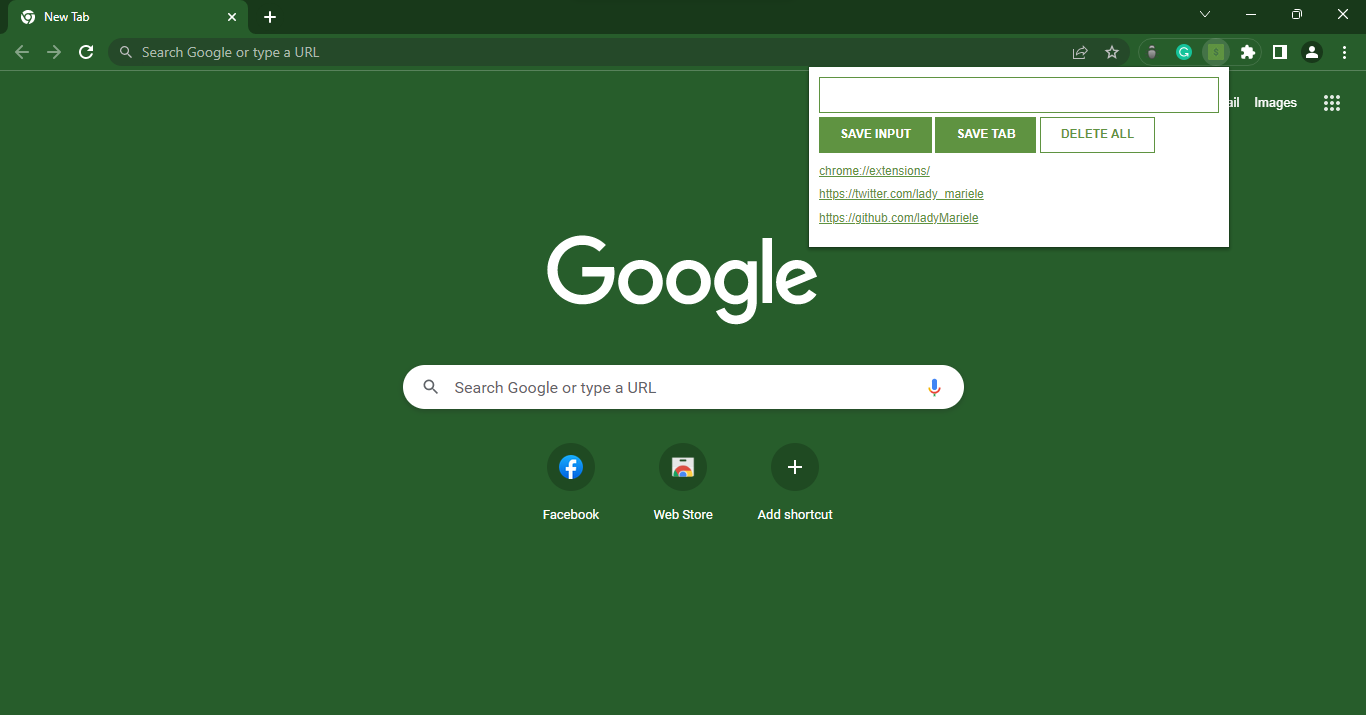 New Tab
Search Google or type a URL
SAVE INPUT SAVE TAB DELETE ALL
chrome://extensions/
https://twitter.com/lady_mariele
https://github.com/ladyMariele
Images
Google
Search Google or type a URL
Facebook Web Store Add shortcut